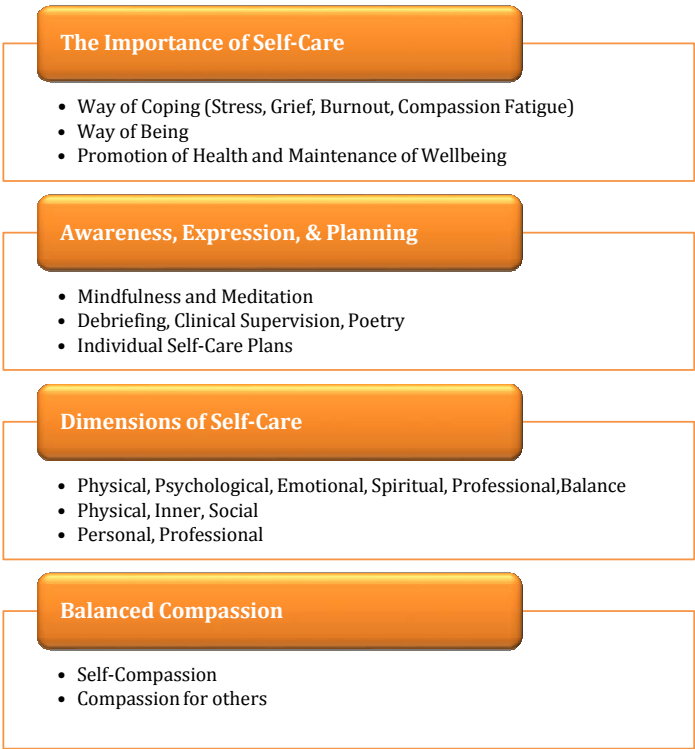 The Importance of Self-Care
• Way of Coping (Stress, Grief, Burnout, Compassion Fatigue)
• Way of Being
• Promotion of Health and Maintenance of Wellbeing
Awareness, Expression, & Planning
• Mindfulness and Meditation
• Debriefing, Clinical Supervision, Poetry
• Individual Self-Care Plans
Dimensions of Self-Care
• Physical, Psychological, Emotional, Spiritual, Professional,Balance
• Physical, Inner, Social
• Personal, Professional
Balanced Compassion
• Self-Compassion
• Compassion for others